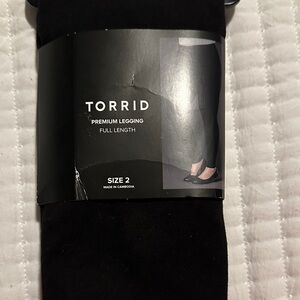 TORRID
PREMIUM LEGGING
FULL LENGTH
SIZE 2
MADE IN CAMBODIA